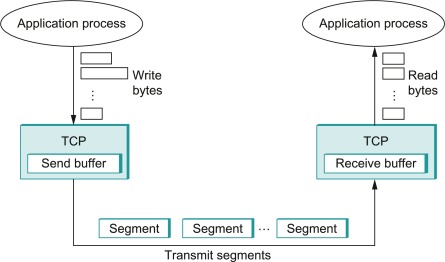 Application process
Application process
Write
bytes
⋮
Read
bytes
⋮
TCP
Send buffer
TCP
Receive buffer
Segment
Segment
⋯
Segment
Transmit segments